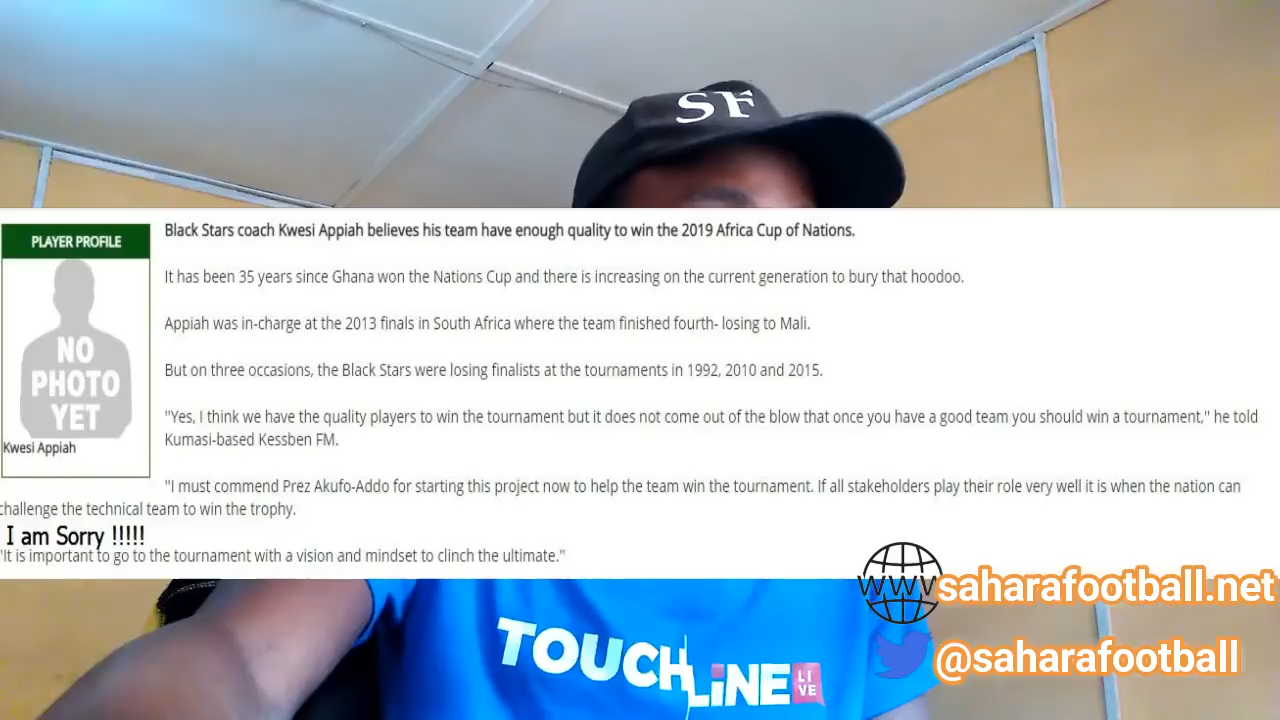 SF
PLAYER PROFILE
NO
PHOTO
YET
Kwesi Appiah
Black Stars coach Kwesi Appiah believes his team have enough quality to win the 2019 Africa Cup of Nations.
It has been 35 years since Ghana won the Nations Cup and there is increasing on the current generation to bury that hoodoo.
Appiah was in-charge at the 2013 finals in South Africa where the team finished fourth- losing to Mali.
But on three occasions, the Black Stars were losing finalists at the tournaments in 1992, 2010 and 2015.
"Yes, I think we have the quality players to win the tournament but it does not come out of the blow that once you have a good team you should win a tournament," he told
Kumasi-based Kessben FM.
"I must commend Prez Akufo-Addo for starting this project now to help the team win the tournament. If all stakeholders play their role very well it is when the nation can
challenge the technical team to win the trophy.
I am Sorry !!!!!
"It is important to go to the tournament with a vision and mindset to clinch the ultimate."
WWW saharafootball.net
@saharafootball
TOUCHLINE LIVE